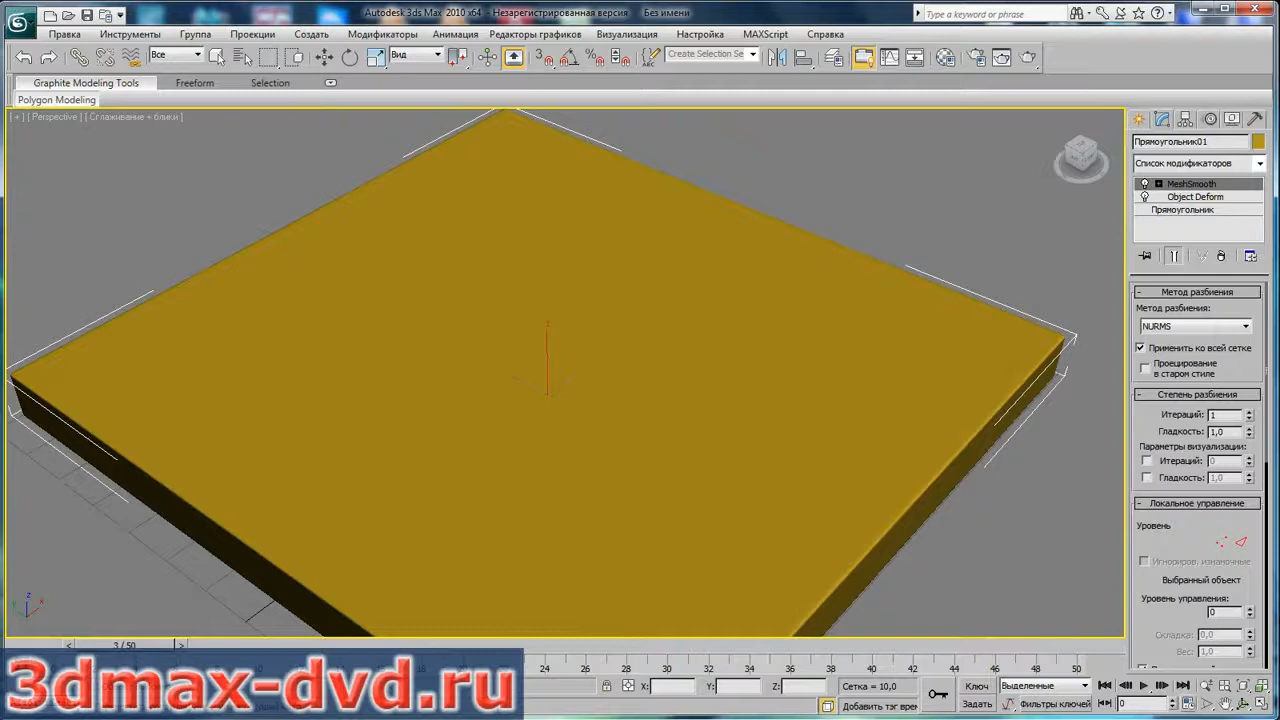 Autodesk 3ds Max 2010 x64 - Незарегистрированная версия - Без имени
Type a keyword or phrase
Правка Инструменты Группа Проекции Создать Модификаторы Анимация Редакторы графиков Визуализация Настройка MAXScript Справка
Все Вид 3 Create Selection Se
Graphite Modeling Tools Freeform Selection
Polygon Modeling
[ + ] [ Perspective ] [ Сглаживание + блики ]
Прямоугольник01
Список модификаторов
MeshSmooth
Object Deform
Прямоугольник
- Метод разбиения
Метод разбиения:
NURMS
Применить ко всей сетке
Проецирование
в старом стиле
- Степень разбиения
Итераций: 1
Гладкость: 1,0
Параметры визуализации:
Итераций: 0
Гладкость: 1,0
- Локальное управление
Уровень
Игнориров. изнаночные
Выбранный объект
Уровень управления:
0
Складка: 0,0
Вес: 1,0
z
x
< 3 / 50 >
24 26 28 30 32 34 36 38 40 42 44 46 48 50
3dmax-dvd.ru
X: Y: Z: Сетка = 10,0 Ключ Выделенные
Добавить тэг врем Задать Фильтры ключей 0